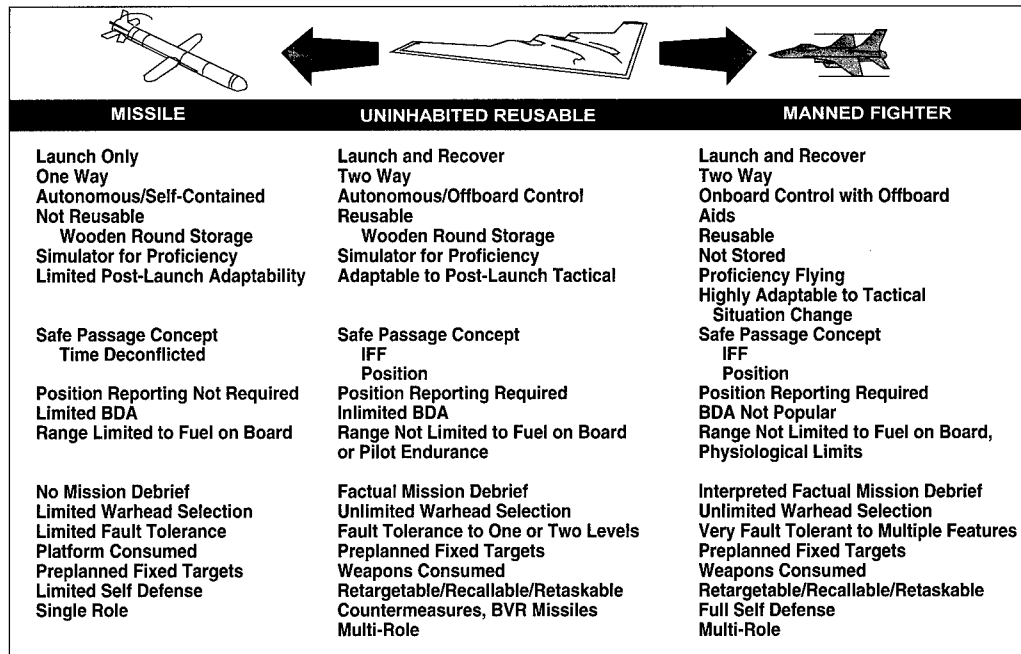 MISSILE
UNINHABITED REUSABLE
MANNED FIGHTER
Launch Only
One Way
Autonomous/Self-Contained
Not Reusable
Wooden Round Storage
Simulator for Proficiency
Limited Post-Launch Adaptability
Safe Passage Concept
Time Deconflicted
Position Reporting Not Required
Limited BDA
Range Limited to Fuel on Board
No Mission Debrief
Limited Warhead Selection
Limited Fault Tolerance
Platform Consumed
Preplanned Fixed Targets
Limited Self Defense
Single Role
Launch and Recover
Two Way
Autonomous/Offboard Control
Reusable
Wooden Round Storage
Simulator for Proficiency
Adaptable to Post-Launch Tactical
Safe Passage Concept
IFF
Position
Position Reporting Required
Inlimited BDA
Range Not Limited to Fuel on Board
or Pilot Endurance
Factual Mission Debrief
Unlimited Warhead Selection
Fault Tolerance to One or Two Levels
Preplanned Fixed Targets
Weapons Consumed
Retargetable/Recallable/Retaskable
Countermeasures, BVR Missiles
Multi-Role
Launch and Recover
Two Way
Onboard Control with Offboard
Aids
Reusable
Not Stored
Proficiency Flying
Highly Adaptable to Tactical
Situation Change
Safe Passage Concept
IFF
Position
Position Reporting Required
BDA Not Popular
Range Not Limited to Fuel on Board,
Physiological Limits
Interpreted Factual Mission Debrief
Unlimited Warhead Selection
Very Fault Tolerant to Multiple Features
Preplanned Fixed Targets
Weapons Consumed
Retargetable/Recallable/Retaskable
Full Self Defense
Multi-Role